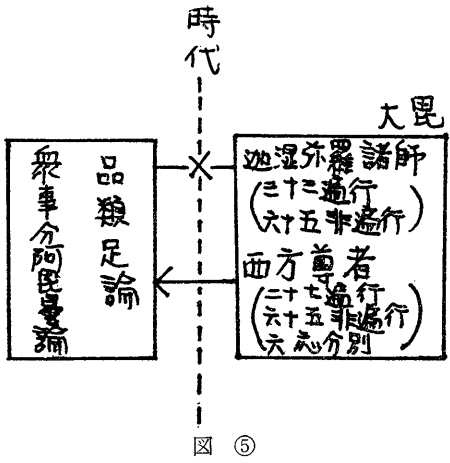 時代
大毘
迦湿弥羅諸師
(三十三遍行
六十五非遍行)
西方尊者
(二十七遍行
六十五非遍行
六応分別)
品類足論
衆事分阿毘曇論
図 ⑤